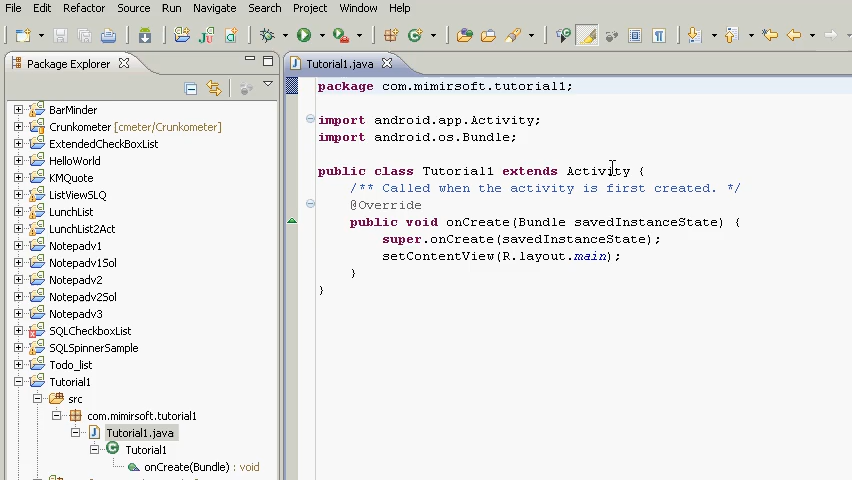 File Edit Refactor Source Run Navigate Search Project Window Help
Package Explorer
Tutorial1.java
BarMinder
Crunkometer [cmeter/Crunkometer]
ExtendedCheckBoxList
HelloWorld
KMQuote
ListViewSLQ
LunchList
LunchList2Act
Notepadv1
Notepadv1Sol
Notepadv2
Notepadv2Sol
Notepadv3
SQLCheckboxList
SQLSpinnerSample
Todo_list
Tutorial1
src
com.mimirsoft.tutorial1
Tutorial1.java
Tutorial1
onCreate(Bundle) : void
package com.mimirsoft.tutorial1;
import android.app.Activity;
import android.os.Bundle;
public class Tutorial1 extends Activity {
/** Called when the activity is first created. */
@Override
public void onCreate(Bundle savedInstanceState) {
super.onCreate(savedInstanceState);
setContentView(R.layout.main);
}
}